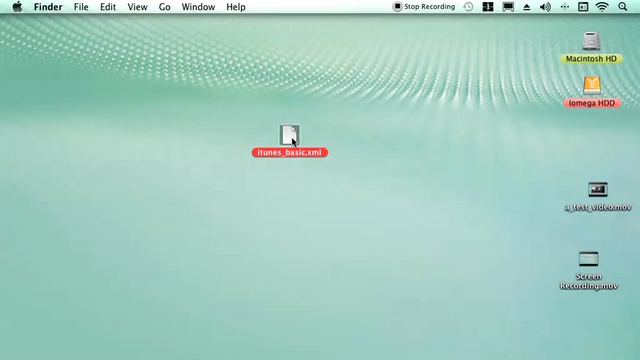 Finder File Edit View Go Window Help Stop Recording
Macintosh HD
Iomega HDD
itunes_basic.xml
a_test_video.mov
Screen
Recording.mov